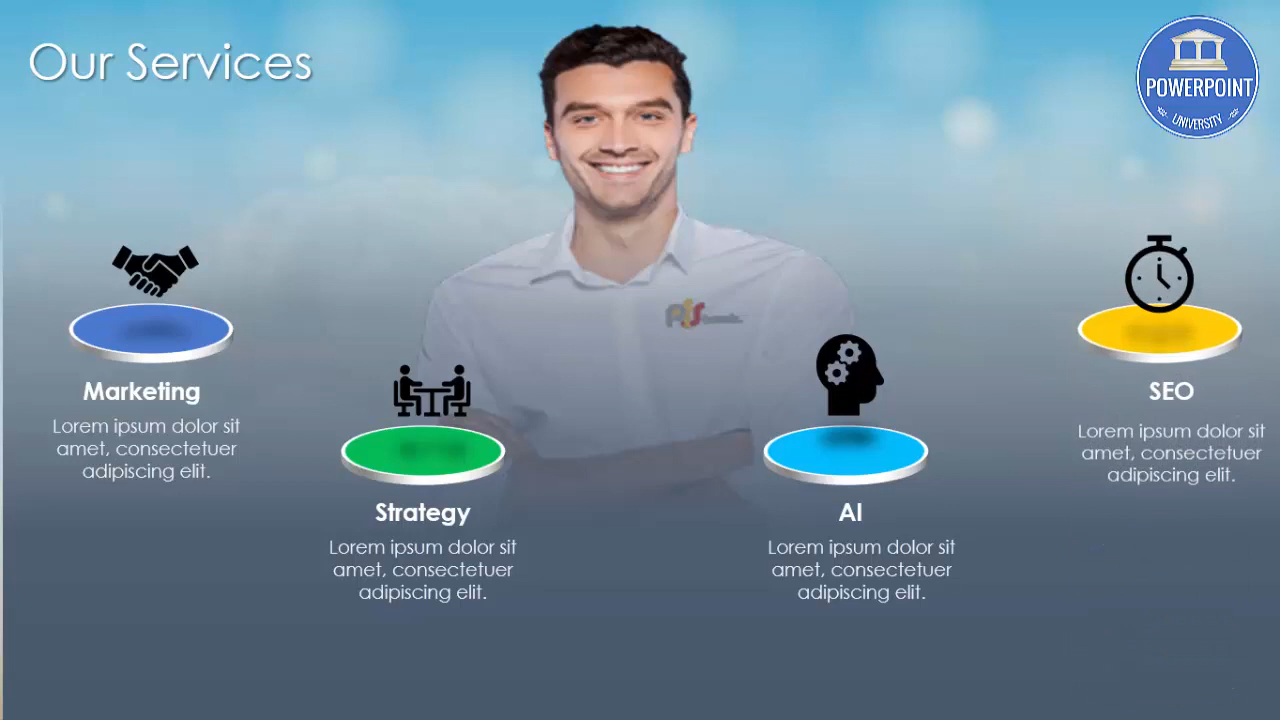 Our Services
POWERPOINT
UNIVERSITY
Marketing
Lorem ipsum dolor sit
amet, consectetuer
adipiscing elit.
Strategy
Lorem ipsum dolor sit
amet, consectetuer
adipiscing elit.
AI
Lorem ipsum dolor sit
amet, consectetuer
adipiscing elit.
SEO
Lorem ipsum dolor sit
amet, consectetuer
adipiscing elit.